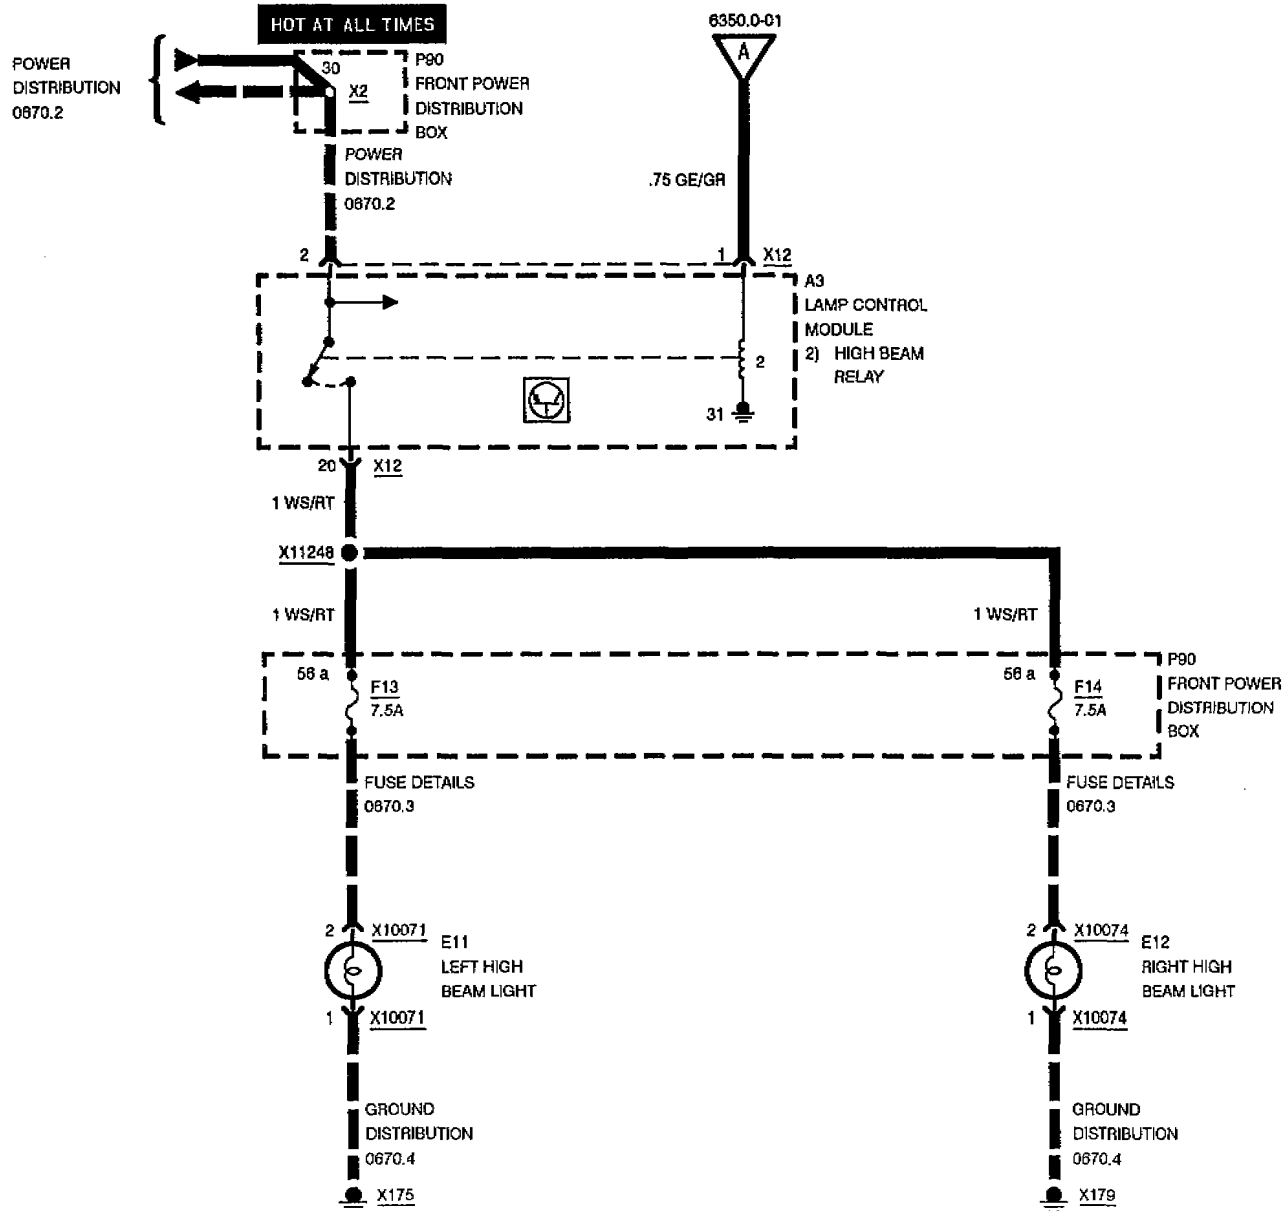 HOT AT ALL TIMES
6350.0-01
A
POWER
DISTRIBUTION
0670.2
30
X2
P90
FRONT POWER
DISTRIBUTION
BOX
POWER
DISTRIBUTION
0670.2
.75 GE/GR
2
1
X12
A3
LAMP CONTROL
MODULE
2) HIGH BEAM
RELAY
2
31
20
X12
1 WS/RT
X11248
1 WS/RT
1 WS/RT
56 a
F13
7.5A
56 a
F14
7.5A
P90
FRONT POWER
DISTRIBUTION
BOX
FUSE DETAILS
0670.3
FUSE DETAILS
0670.3
2
X10071
E11
LEFT HIGH
BEAM LIGHT
1
X10071
2
X10074
E12
RIGHT HIGH
BEAM LIGHT
1
X10074
GROUND
DISTRIBUTION
0670.4
GROUND
DISTRIBUTION
0670.4
X175
X179